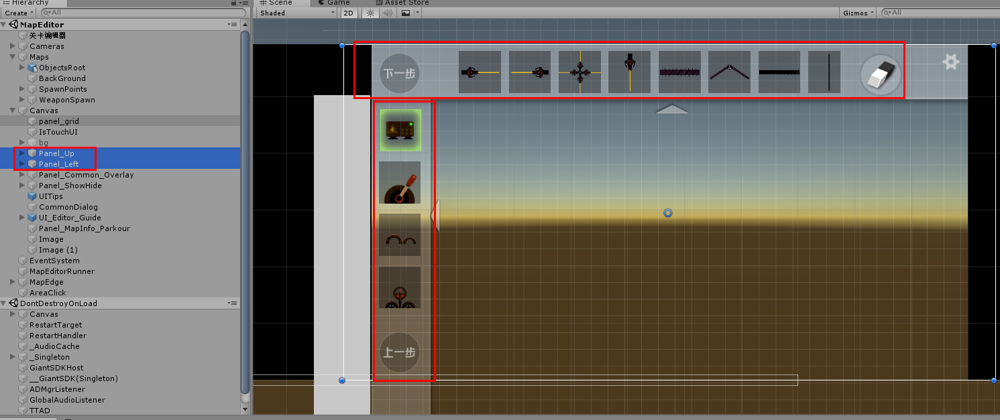 Hierarchy
Create All
MapEditor
关卡编辑器
Cameras
Maps
ObjectsRoot
BackGround
SpawnPoints
WeaponSpawn
Canvas
panel_grid
IsTouchUI
bg
Panel_Up
Panel_Left
Panel_Common_Overlay
Panel_ShowHide
UITips
CommonDialog
UI_Editor_Guide
Panel_MapInfo_Parkour
Image
Image (1)
EventSystem
MapEditorRunner
MapEdge
AreaClick
DontDestroyOnLoad
Canvas
RestartTarget
RestartHandler
_AudioCache
_Singleton
GiantSDKHost
__GiantSDK(Singleton)
ADMgrListener
GlobalAudioListener
TTAD
Scene Game Asset Store
Shaded 2D Gizmos All
下一步
上一步